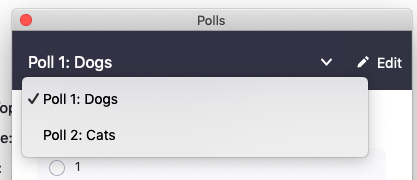 Polls
Poll 1: Dogs
Edit
✓ Poll 1: Dogs
Poll 2: Cats
1